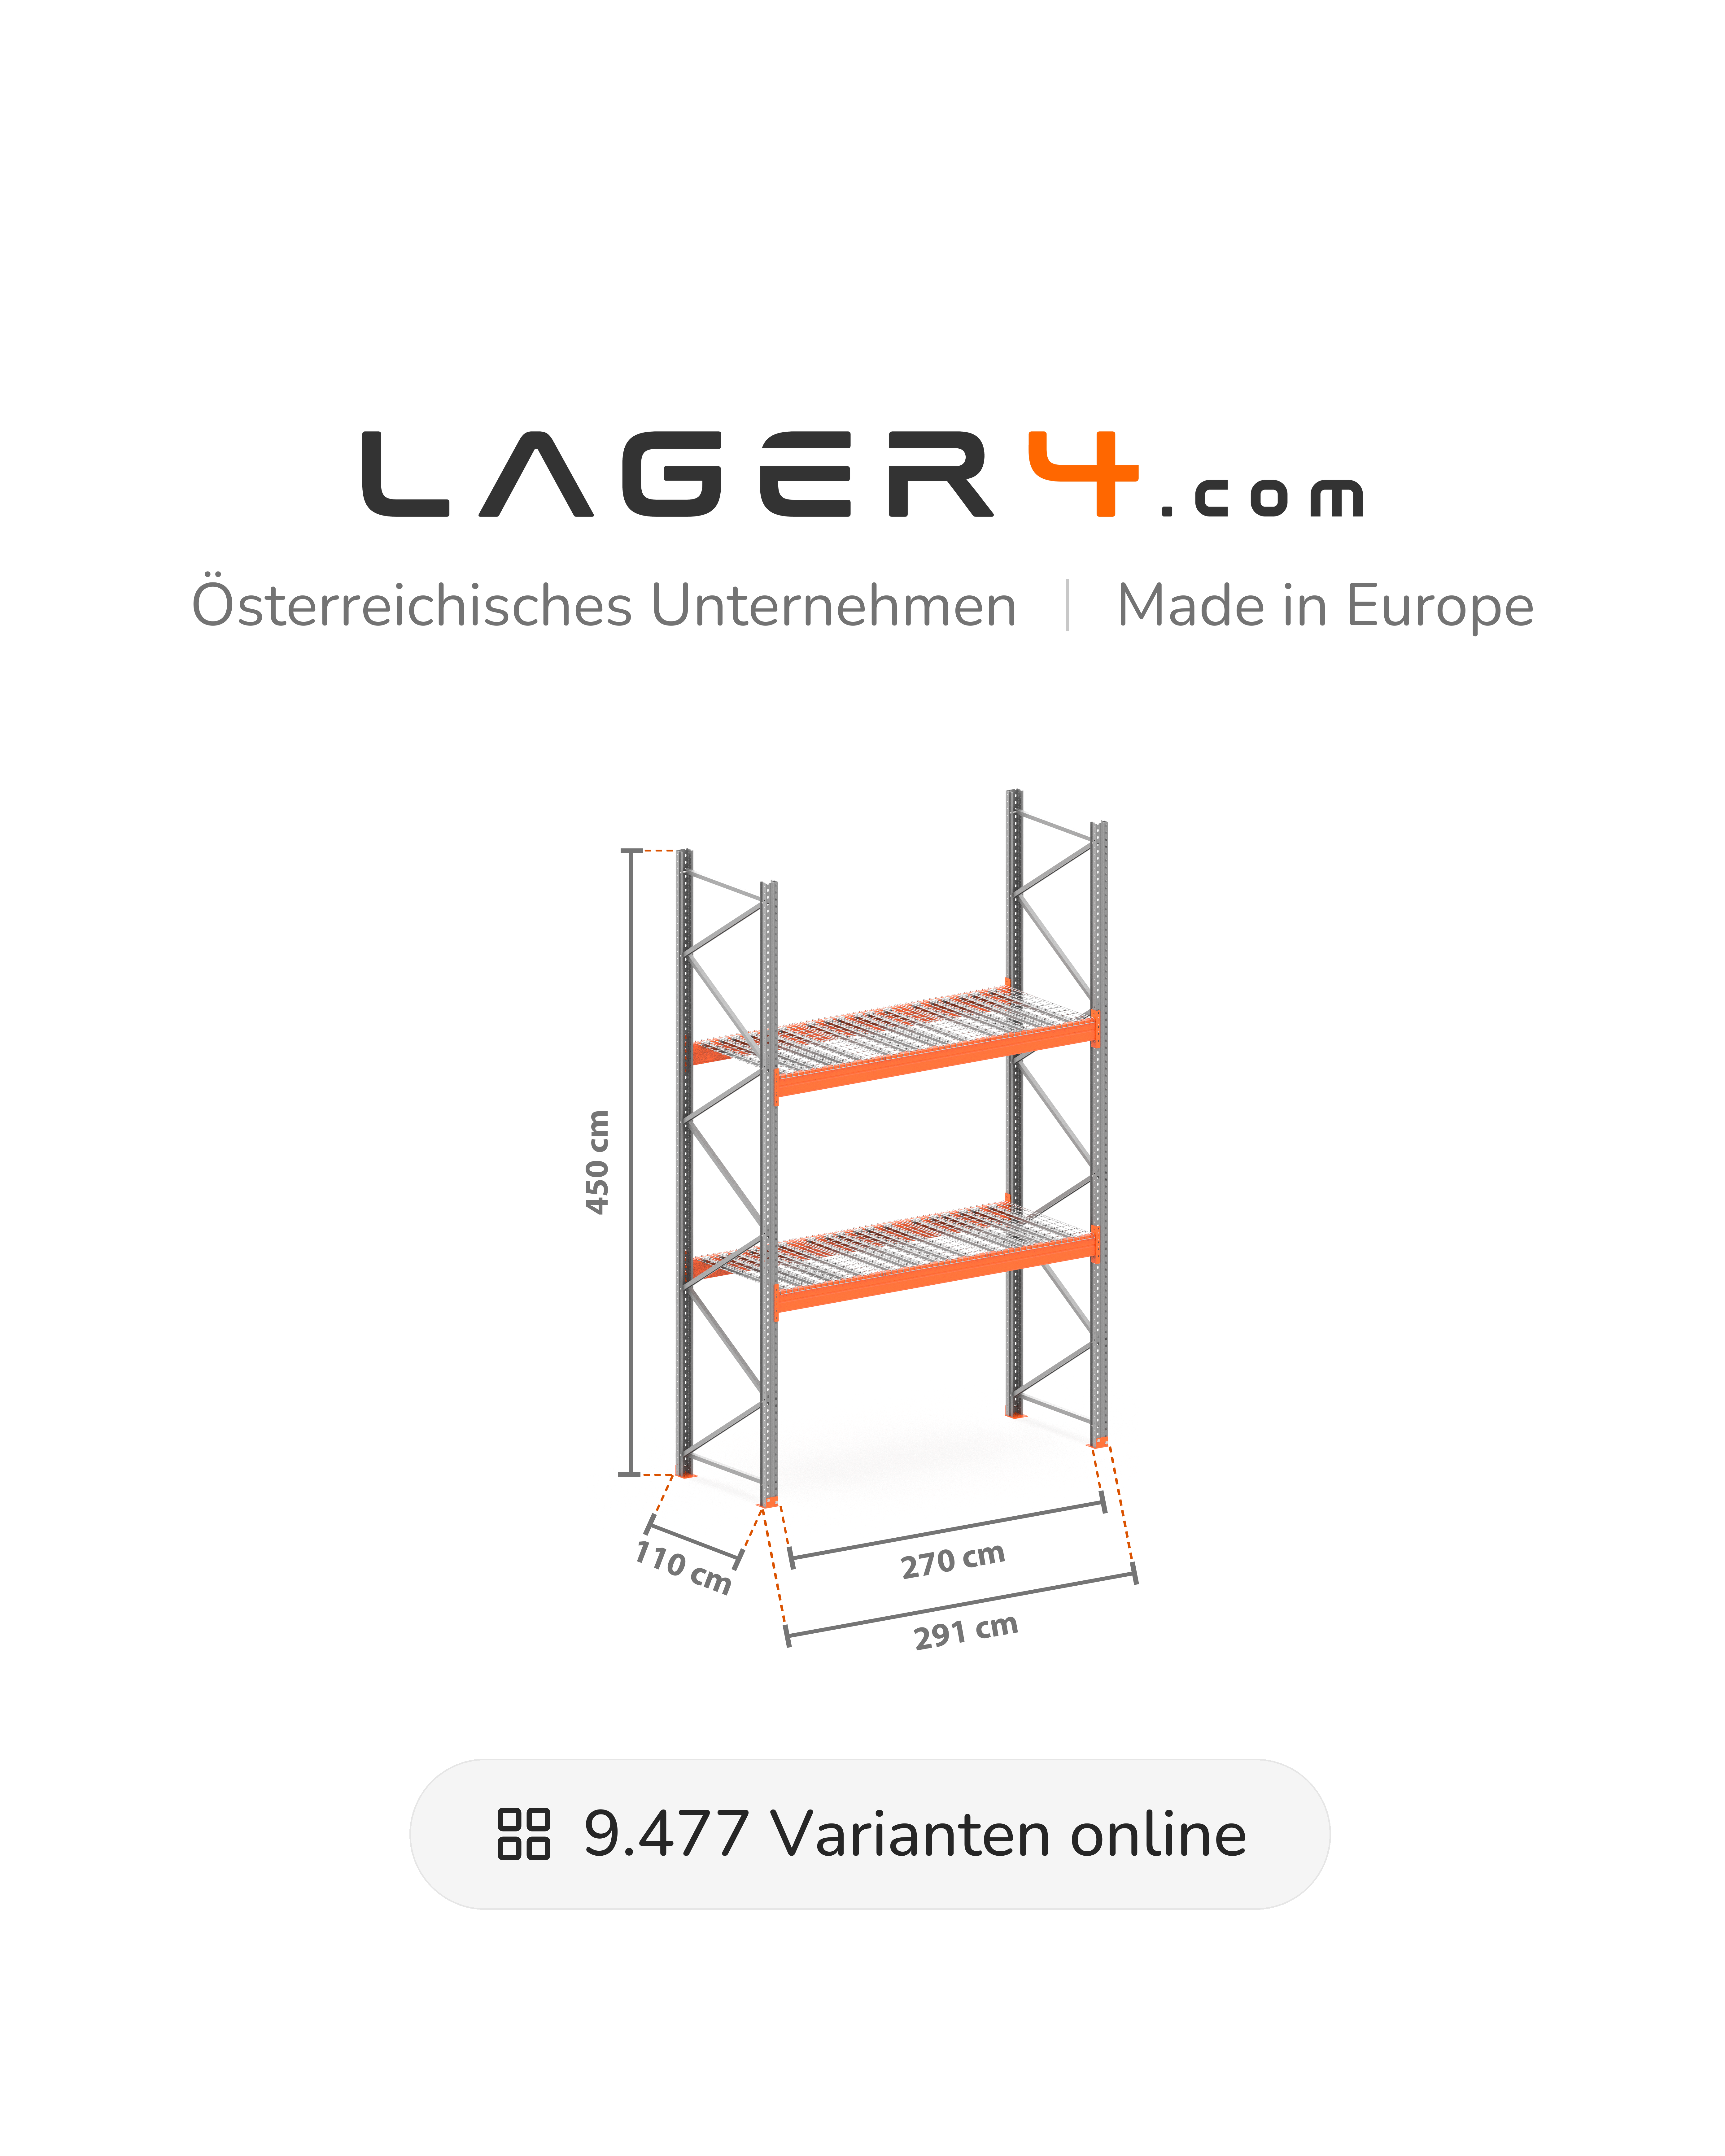 LAGER4.com
Österreichisches Unternehmen | Made in Europe
450 cm
110 cm
270 cm
291 cm
9.477 Varianten online